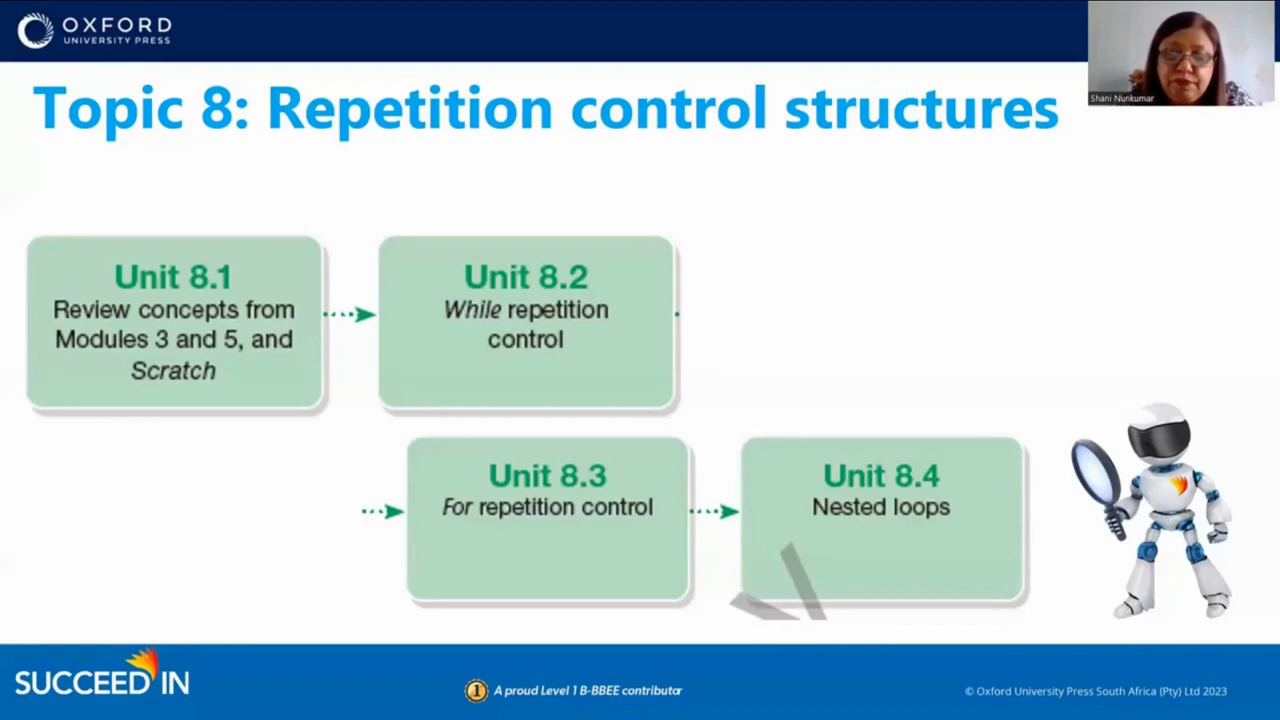 OXFORD
UNIVERSITY PRESS
Shani Nunkumar
Topic 8: Repetition control structures
Unit 8.1
Review concepts from
Modules 3 and 5, and
Scratch
Unit 8.2
While repetition
control
Unit 8.3
For repetition control
Unit 8.4
Nested loops
SUCCEED IN
1
A proud Level 1 B-BBEE contributor
© Oxford University Press South Africa (Pty) Ltd 2023